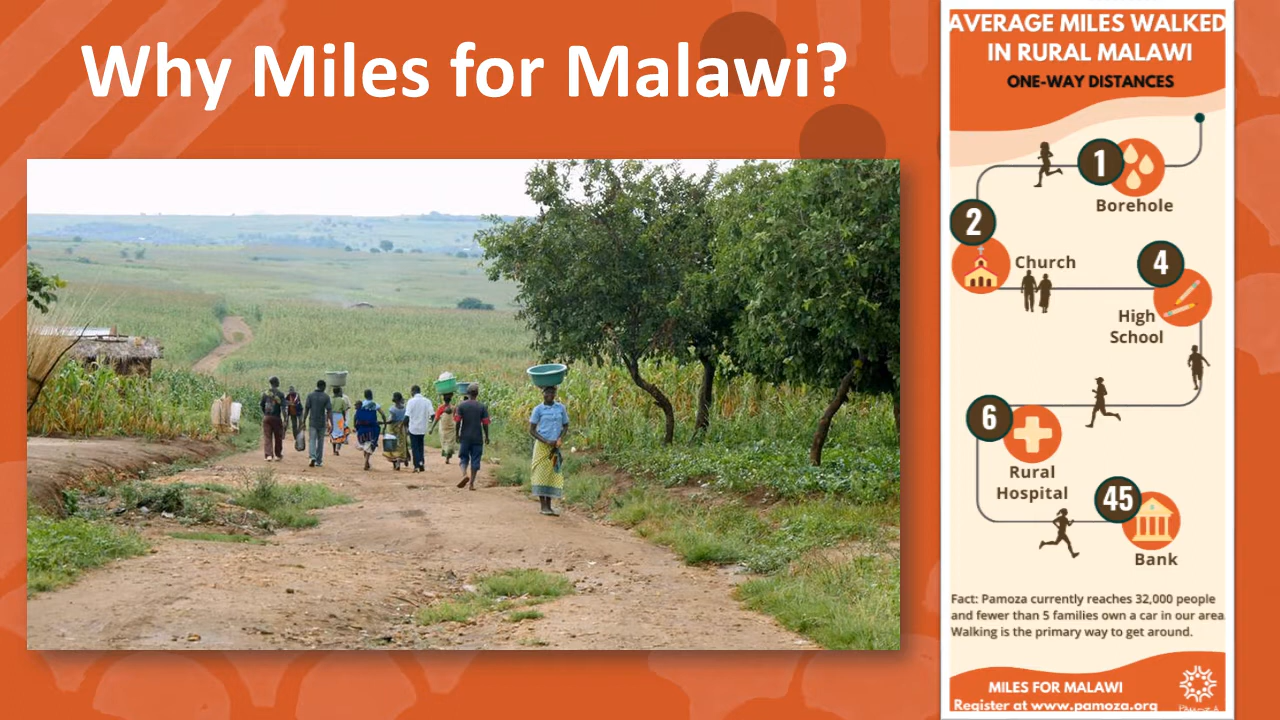 Why Miles for Malawi?
AVERAGE MILES WALKED
IN RURAL MALAWI
ONE-WAY DISTANCES
1
Borehole
2
Church
4
High
School
6
Rural
Hospital
45
Bank
Fact: Pamoza currently reaches 32,000 people
and fewer than 5 families own a car in our area.
Walking is the primary way to get around.
MILES FOR MALAWI
Register at www.pamoza.org
PAMOZA